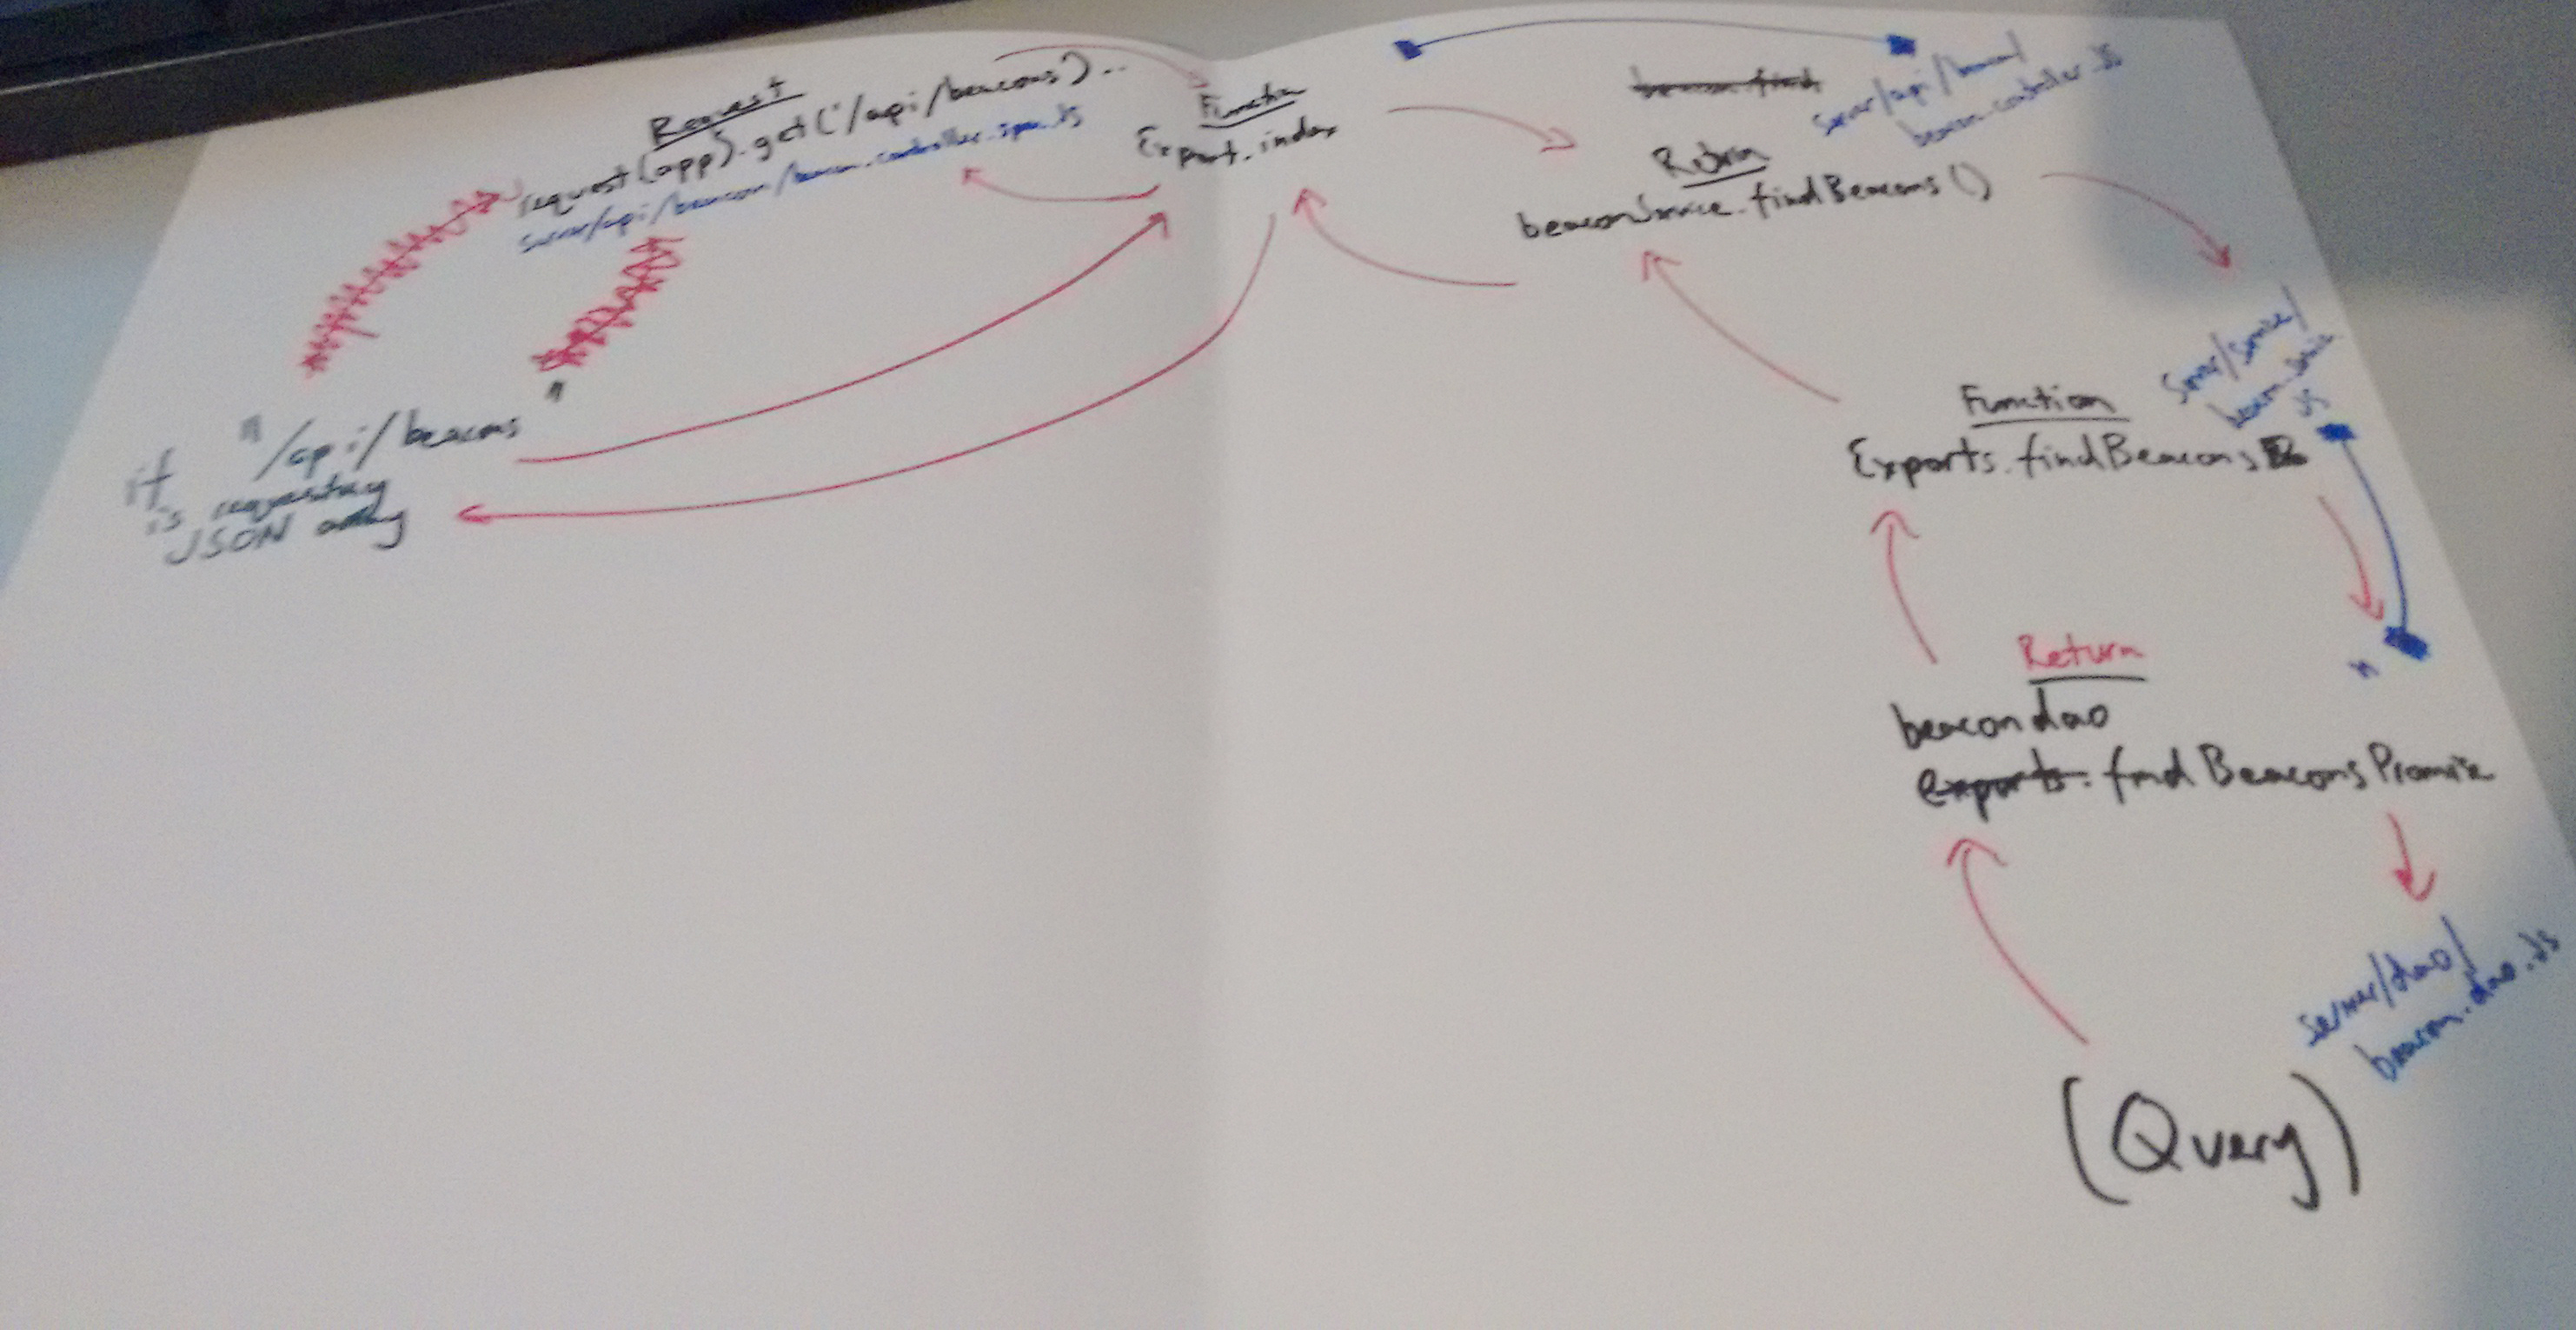 Request
request(app).get('/api/beacons)...
server/api/beacon/beacon.controller.spec.js
Function
Export.index
beacon.find
server/api/beacon/
beacon.controller.js
Return
beaconService.findBeacons()
server/service/
beacon.service
.js
Function
Exports.findBeacons
if "/api/beacons"
is requesting
JSON array
Return
"
beacondao
exports.findBeaconsPromise
server/dao/
beacon.dao.js
(Query)